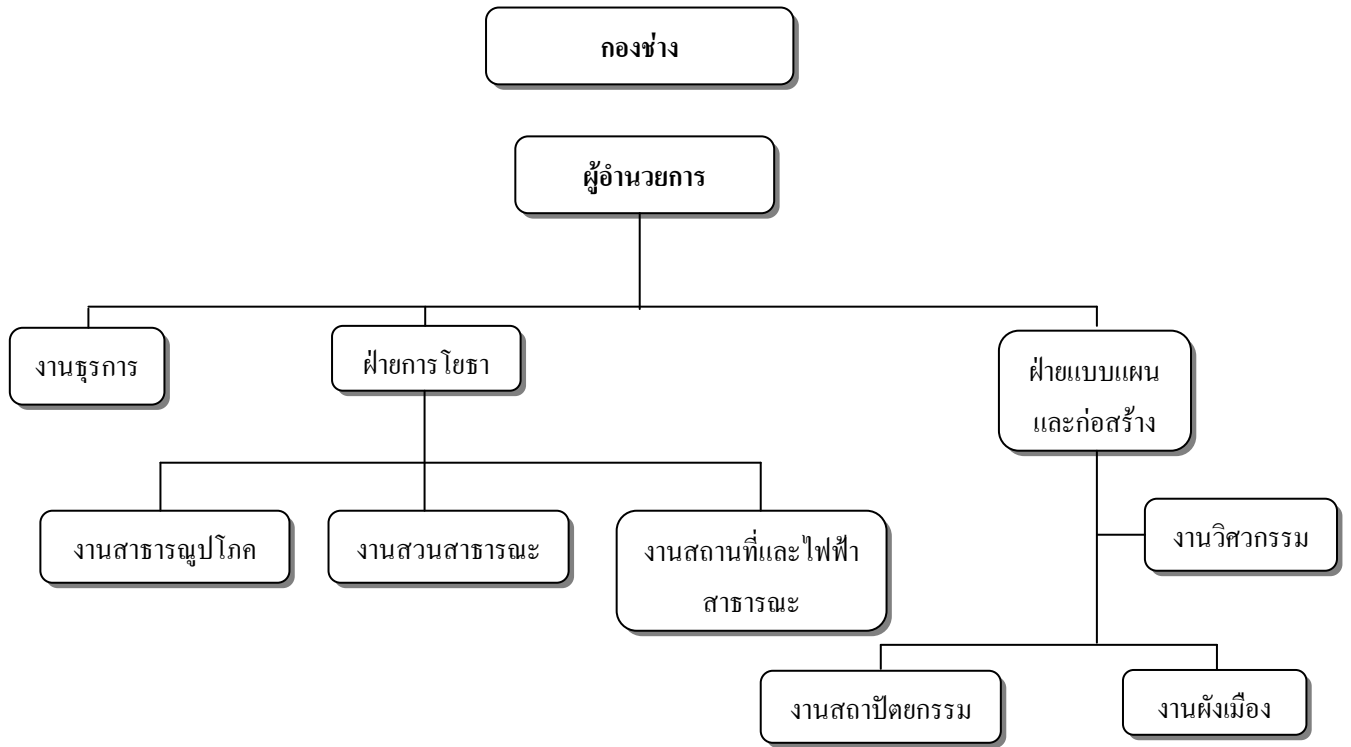 กองช่าง
ผู้อำนวยการ
งานธุรการ
ฝ่ายการโยธา
ฝ่ายแบบแผน
และก่อสร้าง
งานสาธารณูปโภค
งานสวนสาธารณะ
งานสถานที่และไฟฟ้า
สาธารณะ
งานวิศวกรรม
งานสถาปัตยกรรม
งานผังเมือง